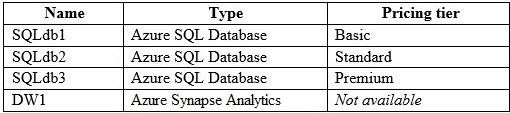 Name Type Pricing tier
SQLdb1 Azure SQL Database Basic
SQLdb2 Azure SQL Database Standard
SQLdb3 Azure SQL Database Premium
DW1 Azure Synapse Analytics Not available